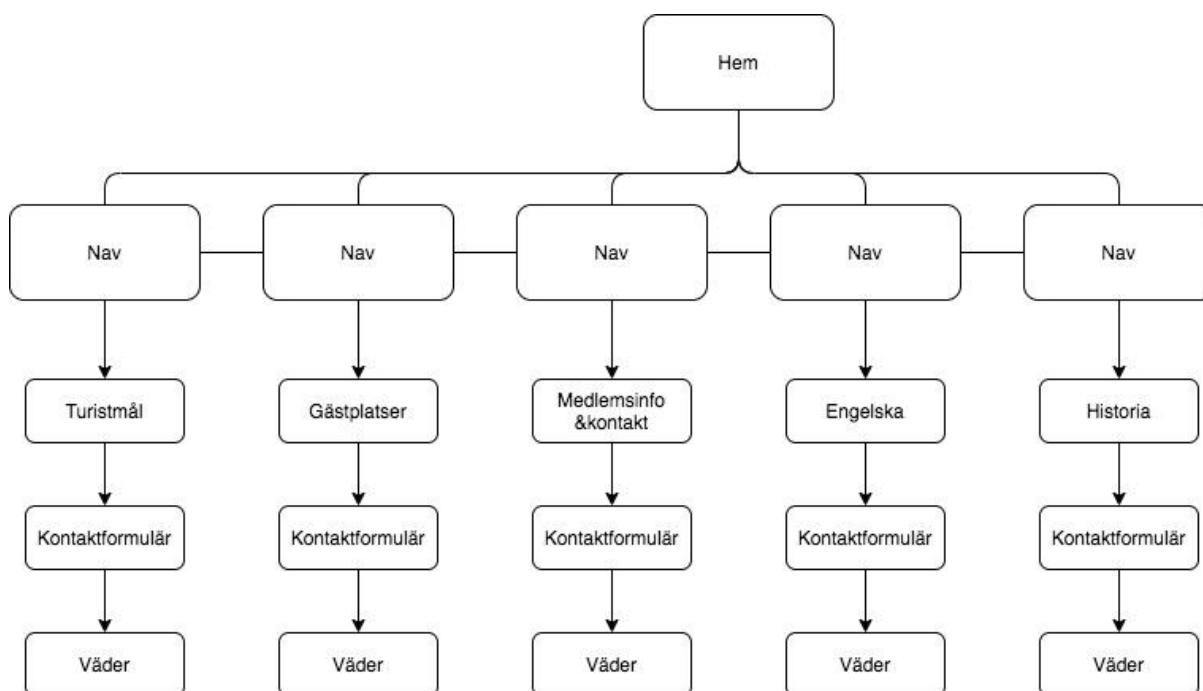 Hem
Nav
Nav
Nav
Nav
Nav
Turistmål
Gästplatser
Medlemsinfo
&kontakt
Engelska
Historia
Kontaktformulär
Kontaktformulär
Kontaktformulär
Kontaktformulär
Kontaktformulär
Väder
Väder
Väder
Väder
Väder